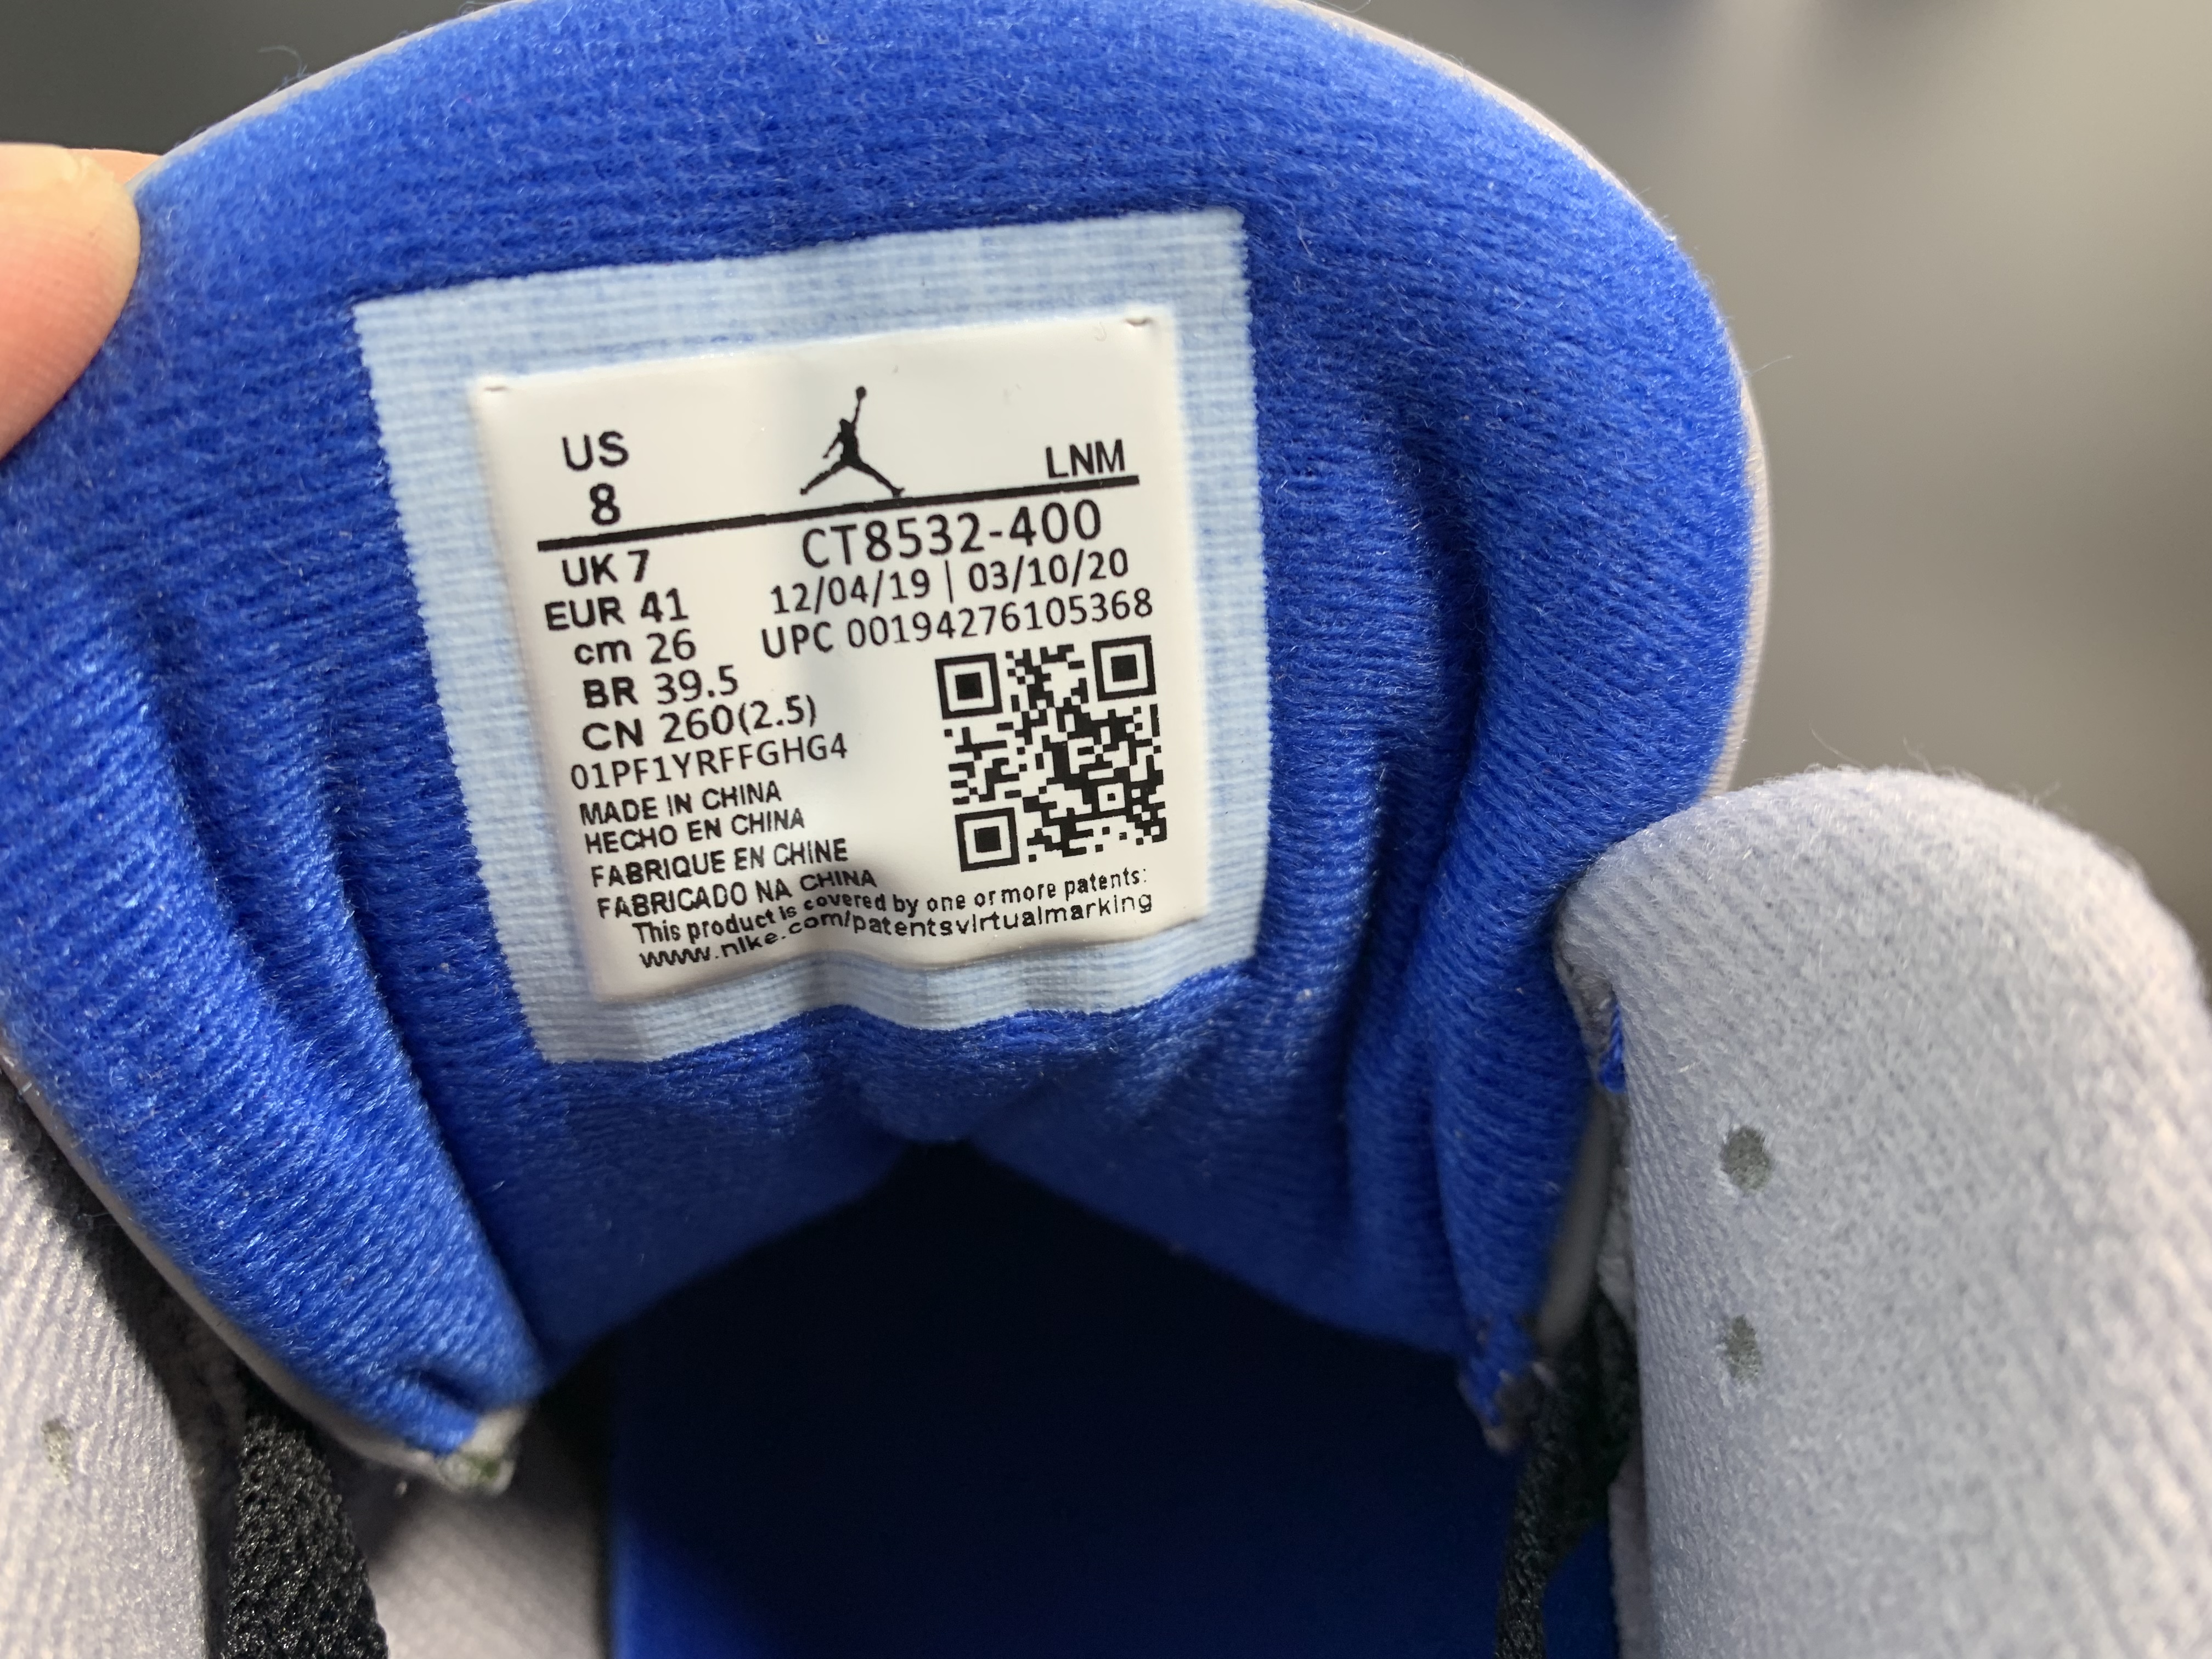 US
8
LNM
UK 7
EUR 41
cm 26
BR 39.5
CN 260(2.5)
CT8532-400
12/04/19 | 03/10/20
UPC 00194276105368
01PF1YRFFGHG4
MADE IN CHINA
HECHO EN CHINA
FABRIQUE EN CHINE
FABRICADO NA CHINA
This product is covered by one or more patents:
www.nike.com/patentsvirtualmarking